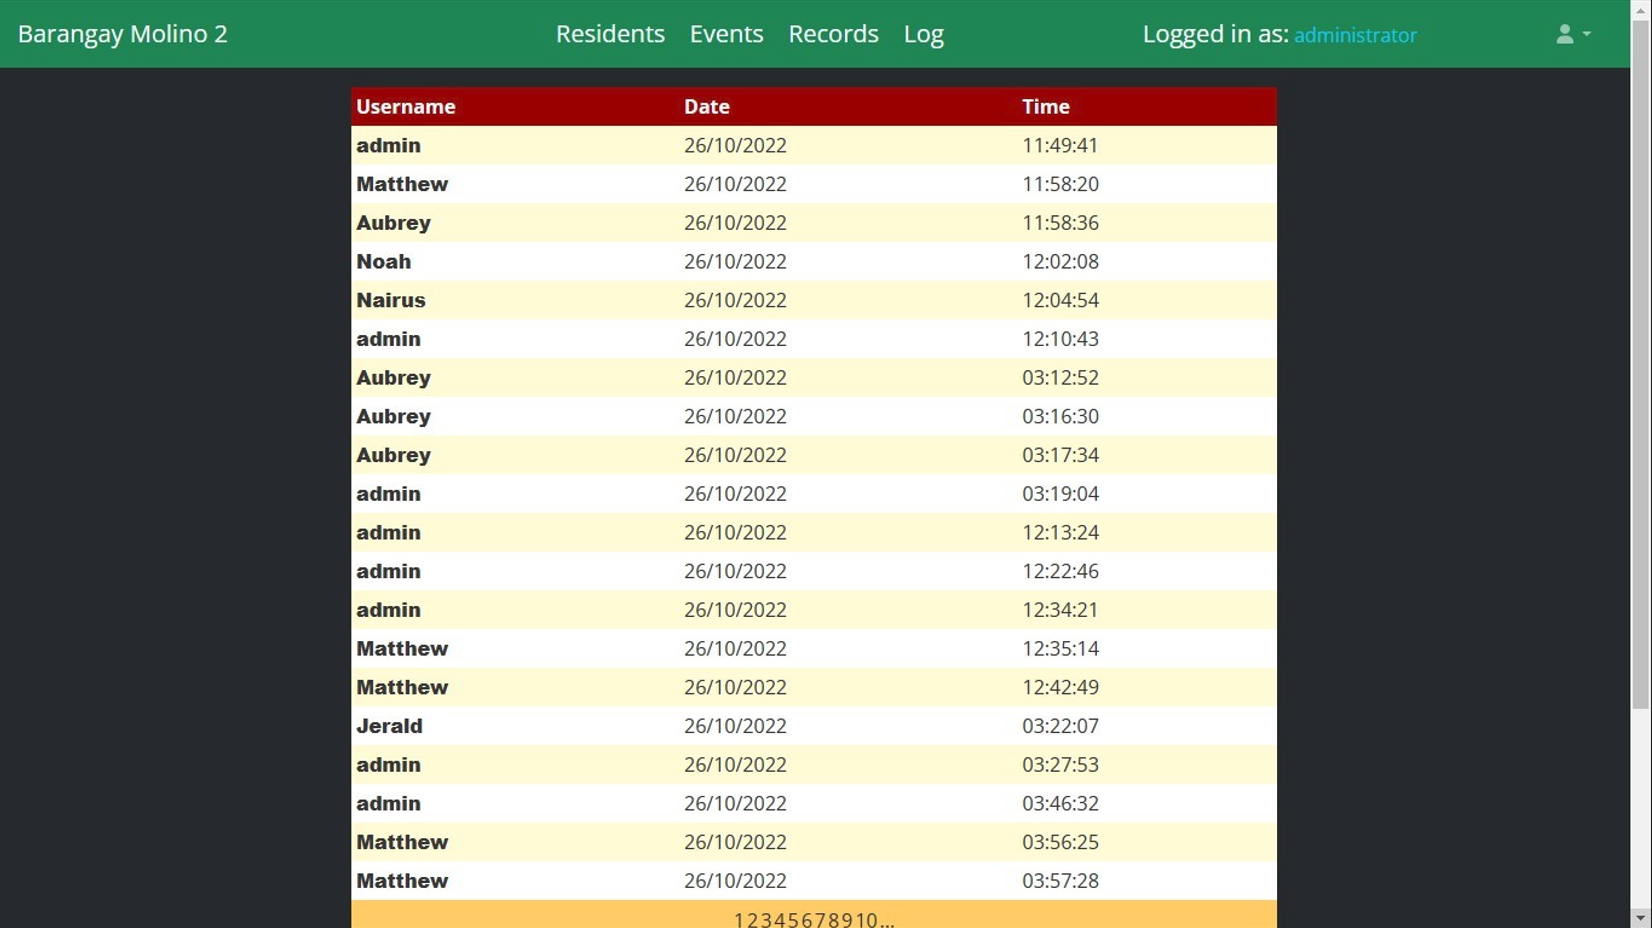 Barangay Molino 2 Residents Events Records Log Logged in as: administrator
Username Date Time
admin 26/10/2022 11:49:41
Matthew 26/10/2022 11:58:20
Aubrey 26/10/2022 11:58:36
Noah 26/10/2022 12:02:08
Nairus 26/10/2022 12:04:54
admin 26/10/2022 12:10:43
Aubrey 26/10/2022 03:12:52
Aubrey 26/10/2022 03:16:30
Aubrey 26/10/2022 03:17:34
admin 26/10/2022 03:19:04
admin 26/10/2022 12:13:24
admin 26/10/2022 12:22:46
admin 26/10/2022 12:34:21
Matthew 26/10/2022 12:35:14
Matthew 26/10/2022 12:42:49
Jerald 26/10/2022 03:22:07
admin 26/10/2022 03:27:53
admin 26/10/2022 03:46:32
Matthew 26/10/2022 03:56:25
Matthew 26/10/2022 03:57:28
1 2 3 4 5 6 7 8 9 10 ...